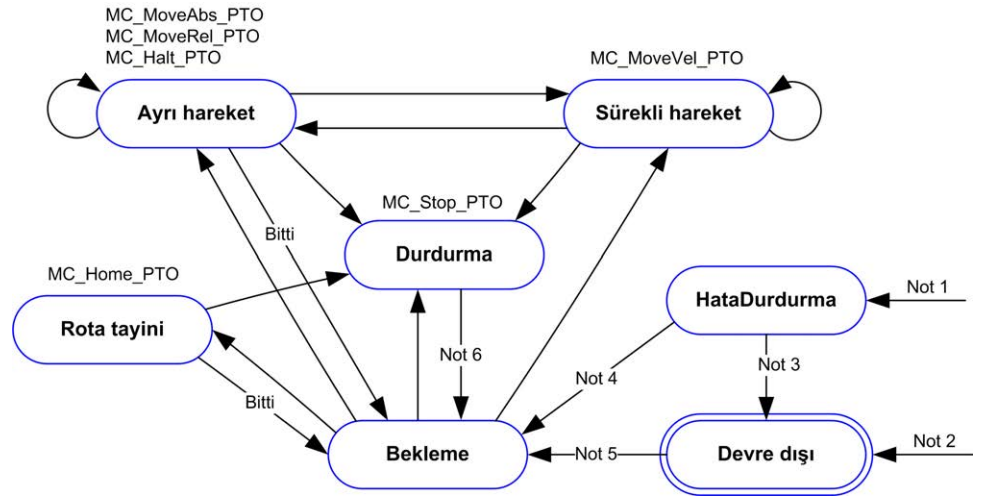 MC_MoveAbs_PTO
MC_MoveRel_PTO
MC_Halt_PTO
MC_MoveVel_PTO
Ayrı hareket
Sürekli hareket
MC_Stop_PTO
Bitti
Durdurma
MC_Home_PTO
HataDurdurma
Not 1
Rota tayini
Not 6
Not 3
Not 4
Bitti
Bekleme
Not 5
Devre dışı
Not 2